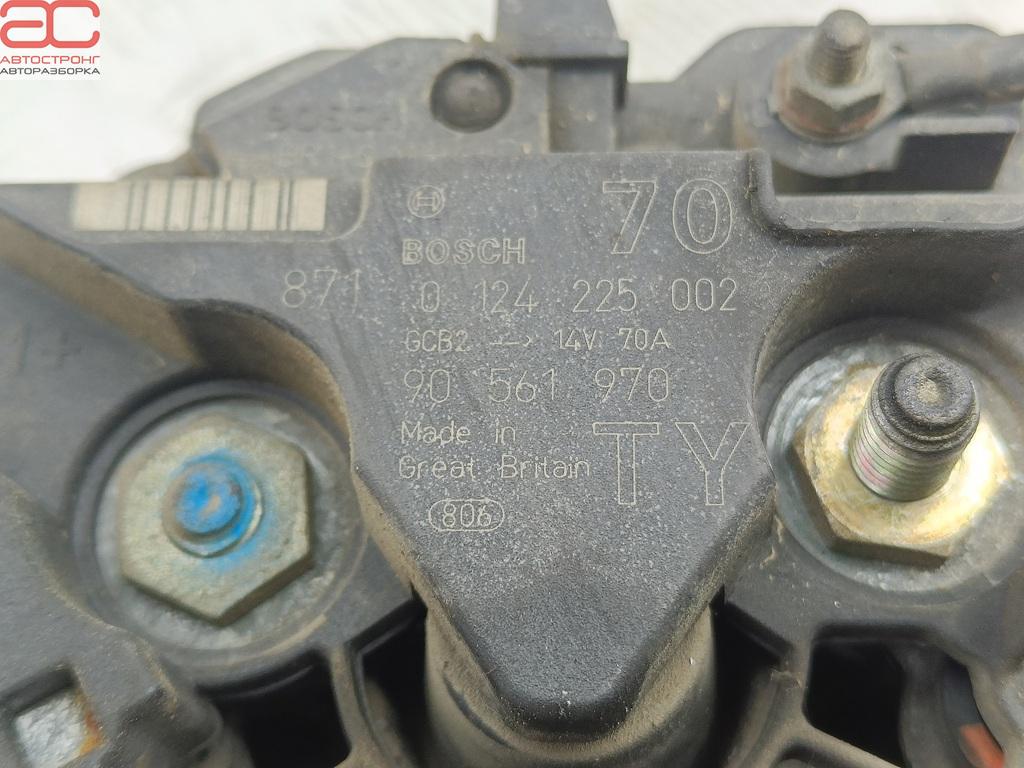 АС
АВТОСТРОНГ
АВТОРАЗБОРКА
BOSCH
70
BOSCH
871 0 124 225 002
GCB2 → 14V 70A
90 561 970
Made in
Great Britain
TY
806